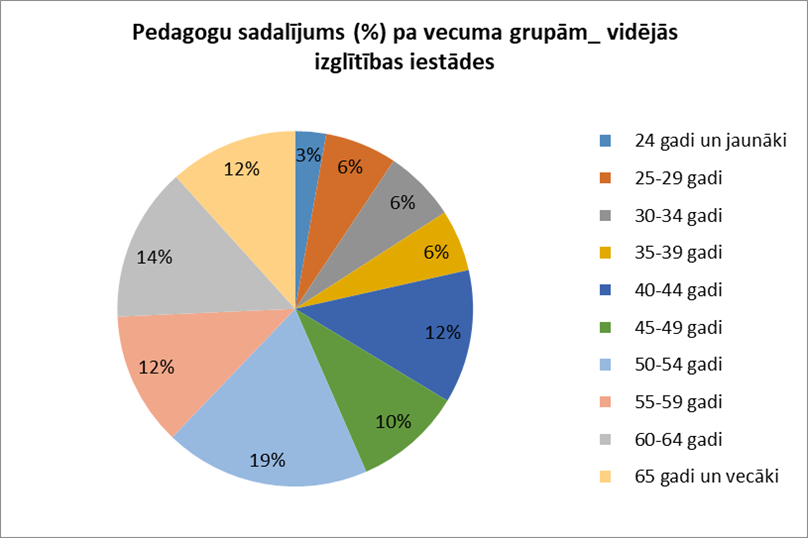 Pedagogu sadalījums (%) pa vecuma grupām_ vidējās
izglītības iestādes
3%
6%
6%
6%
12%
10%
19%
12%
14%
12%
24 gadi un jaunāki
25-29 gadi
30-34 gadi
35-39 gadi
40-44 gadi
45-49 gadi
50-54 gadi
55-59 gadi
60-64 gadi
65 gadi un vecāki